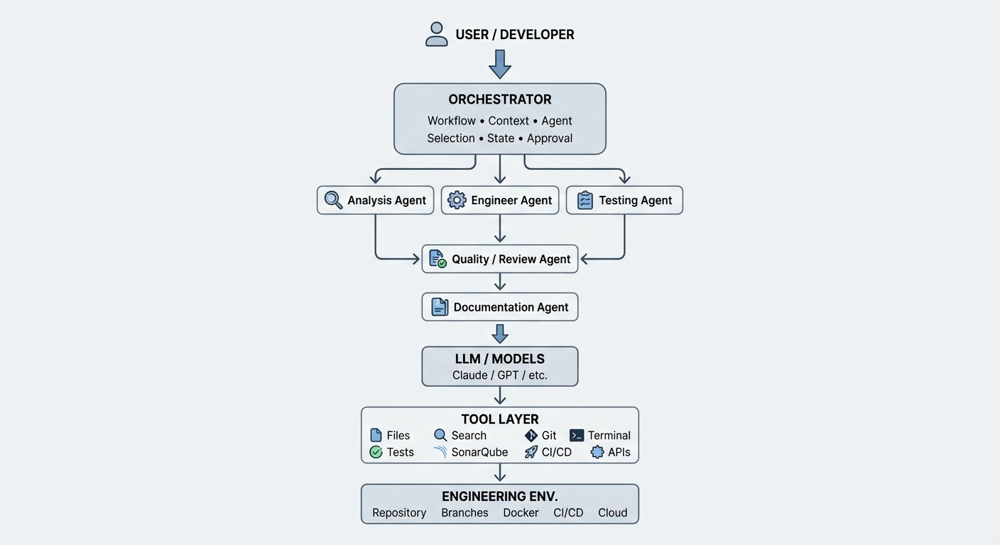 USER / DEVELOPER
ORCHESTRATOR
Workflow • Context • Agent
Selection • State • Approval
Analysis Agent
Engineer Agent
Testing Agent
Quality / Review Agent
Documentation Agent
LLM / MODELS
Claude / GPT / etc.
TOOL LAYER
Files Search Git Terminal
Tests SonarQube CI/CD APIs
ENGINEERING ENV.
Repository Branches Docker CI/CD Cloud